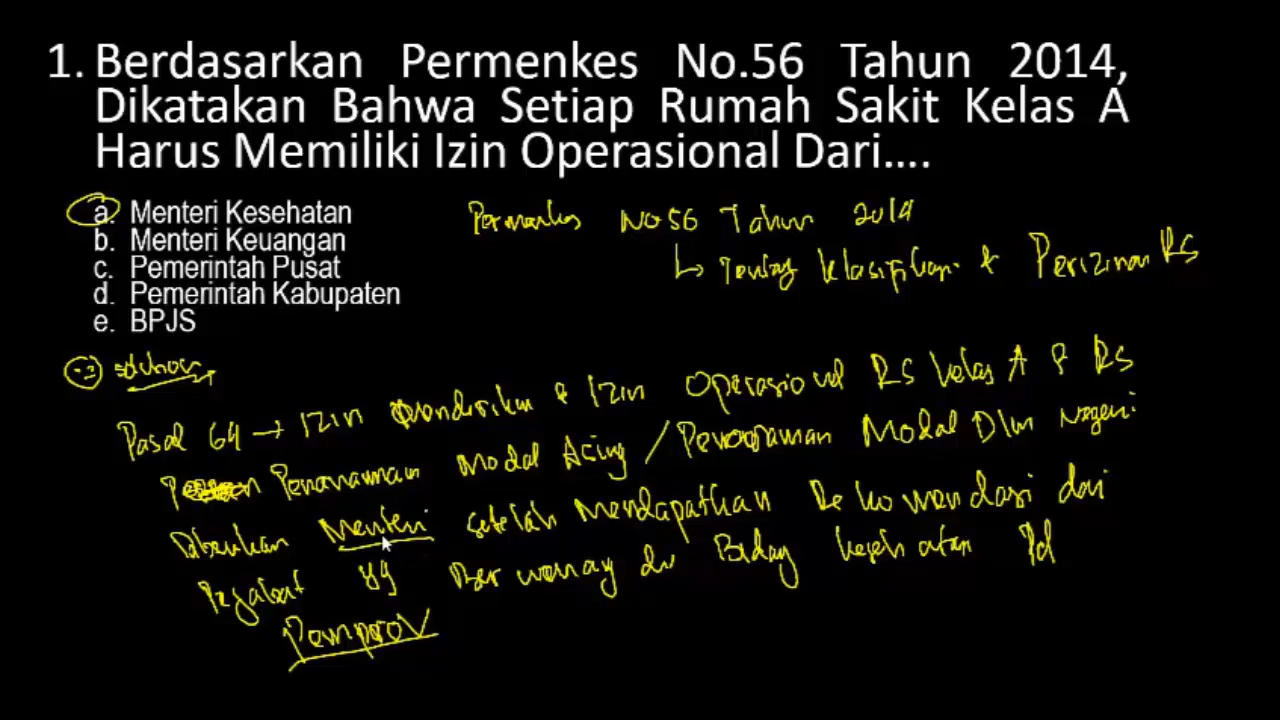 1. Berdasarkan Permenkes No.56 Tahun 2014,
Dikatakan Bahwa Setiap Rumah Sakit Kelas A
Harus Memiliki Izin Operasional Dari....
a. Menteri Kesehatan
b. Menteri Keuangan
c. Pemerintah Pusat
d. Pemerintah Kabupaten
e. BPJS
Permenkes No 56 Tahun 2014
Tentang Klasifikasi & Perizinan RS
Pasal 64 → Izin & Izin Operasional RS kelas A & RS
Penanaman Modal Asing / Penanaman Modal Dlm Negeri
Diberikan Menteri setelah Mendapatkan Rekomendasi dari
Pejabat yg Berwenang di Bidang kesehatan Pd
Pemprov